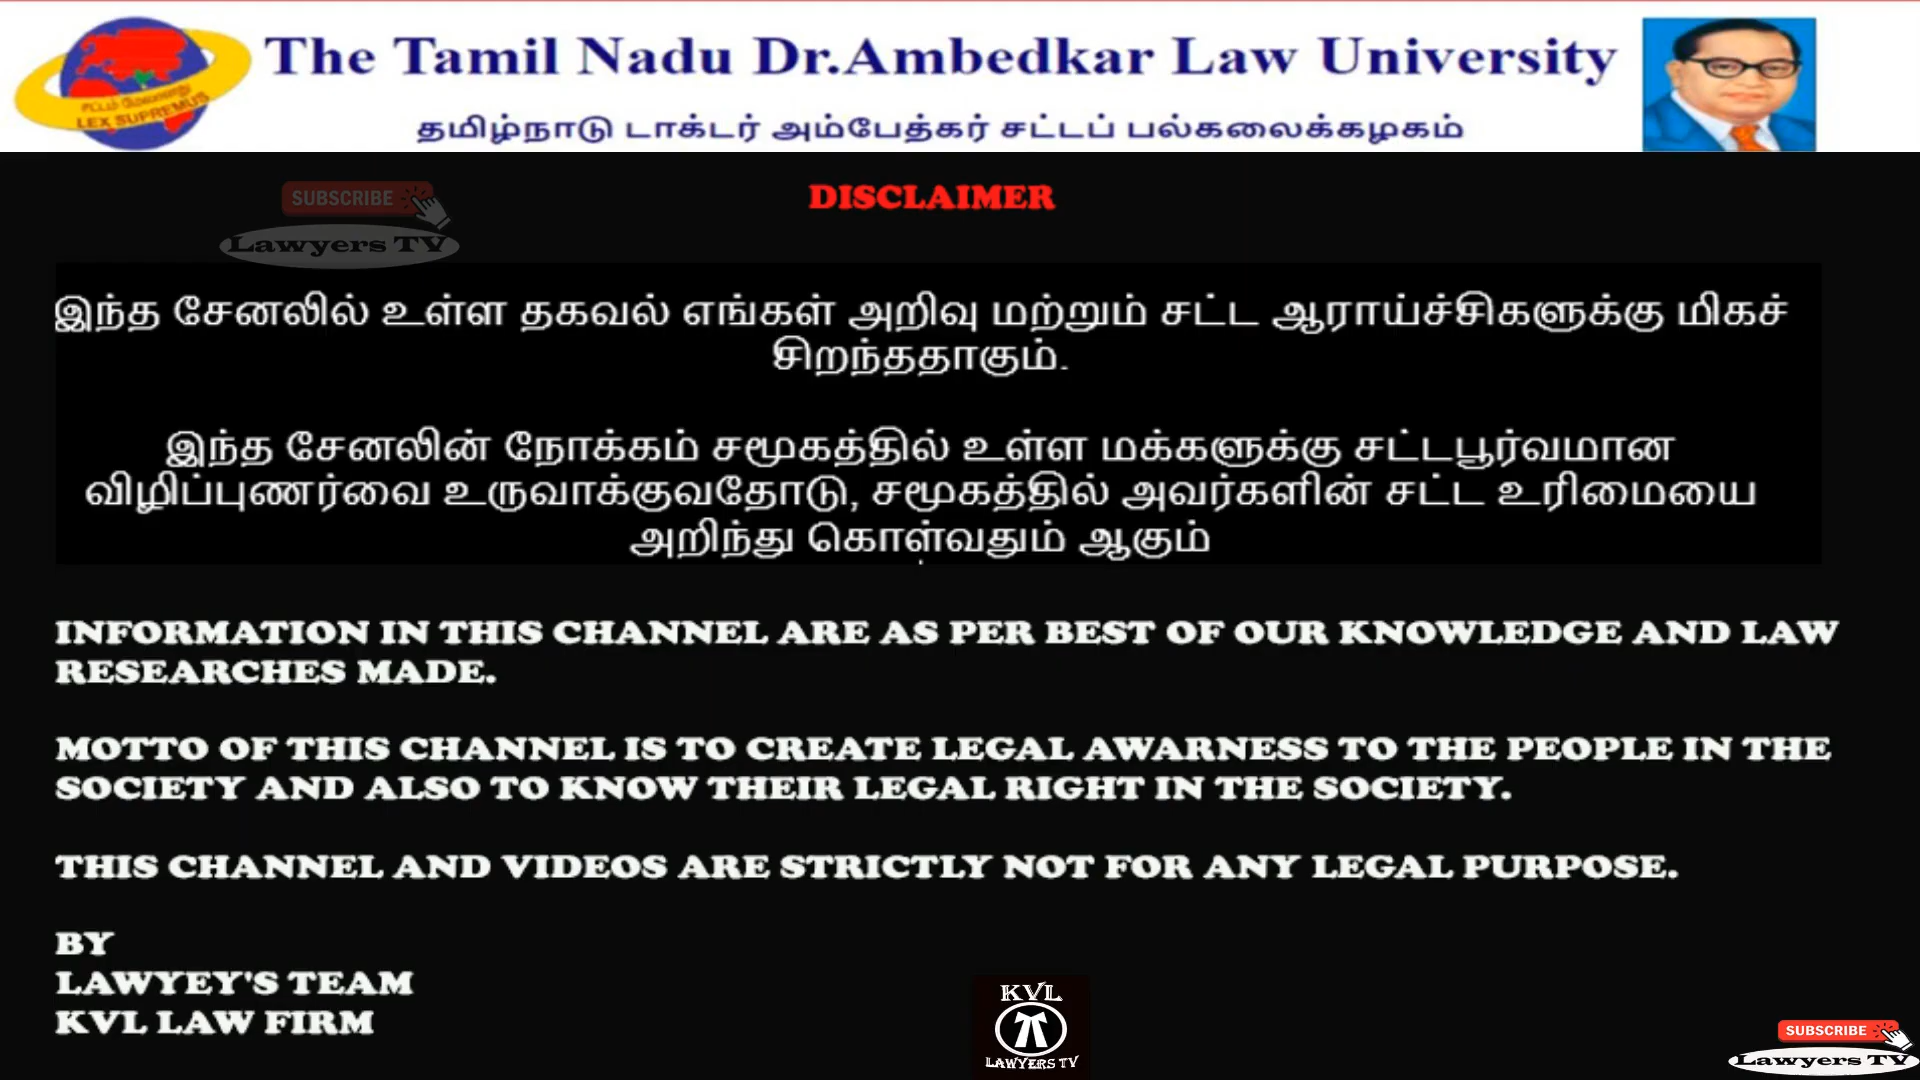 The Tamil Nadu Dr.Ambedkar Law University
சட்டம் மேலானது
LEX SUPREMUS
தமிழ்நாடு டாக்டர் அம்பேத்கர் சட்டப் பல்கலைக்கழகம்
SUBSCRIBE
Lawyers TV
DISCLAIMER
இந்த சேனலில் உள்ள தகவல் எங்கள் அறிவு மற்றும் சட்ட ஆராய்ச்சிகளுக்கு மிகச்
சிறந்ததாகும்.
இந்த சேனலின் நோக்கம் சமூகத்தில் உள்ள மக்களுக்கு சட்டபூர்வமான
விழிப்புணர்வை உருவாக்குவதோடு, சமூகத்தில் அவர்களின் சட்ட உரிமையை
அறிந்து கொள்வதும் ஆகும்
INFORMATION IN THIS CHANNEL ARE AS PER BEST OF OUR KNOWLEDGE AND LAW
RESEARCHES MADE.
MOTTO OF THIS CHANNEL IS TO CREATE LEGAL AWARNESS TO THE PEOPLE IN THE
SOCIETY AND ALSO TO KNOW THEIR LEGAL RIGHT IN THE SOCIETY.
THIS CHANNEL AND VIDEOS ARE STRICTLY NOT FOR ANY LEGAL PURPOSE.
BY
LAWYEY'S TEAM
KVL LAW FIRM
KVL
LAWYERS TV
SUBSCRIBE
Lawyers TV